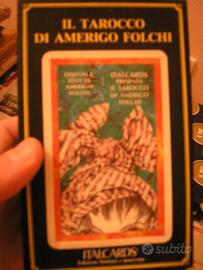 IL TAROCCO
DI AMERIGO FOLCHI
DISEGNI E
TESTI DI
AMERIGO
FOLCHI
ITALCARDS
PRESENTA
IL TAROCCO
DI AMERIGO
FOLCHI
ITALCARDS
subito